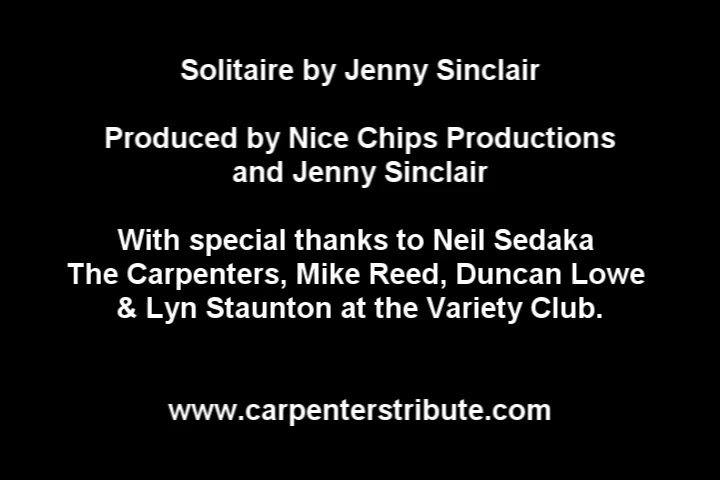 Solitaire by Jenny Sinclair
Produced by Nice Chips Productions
and Jenny Sinclair
With special thanks to Neil Sedaka
The Carpenters, Mike Reed, Duncan Lowe
& Lyn Staunton at the Variety Club.
www.carpenterstribute.com